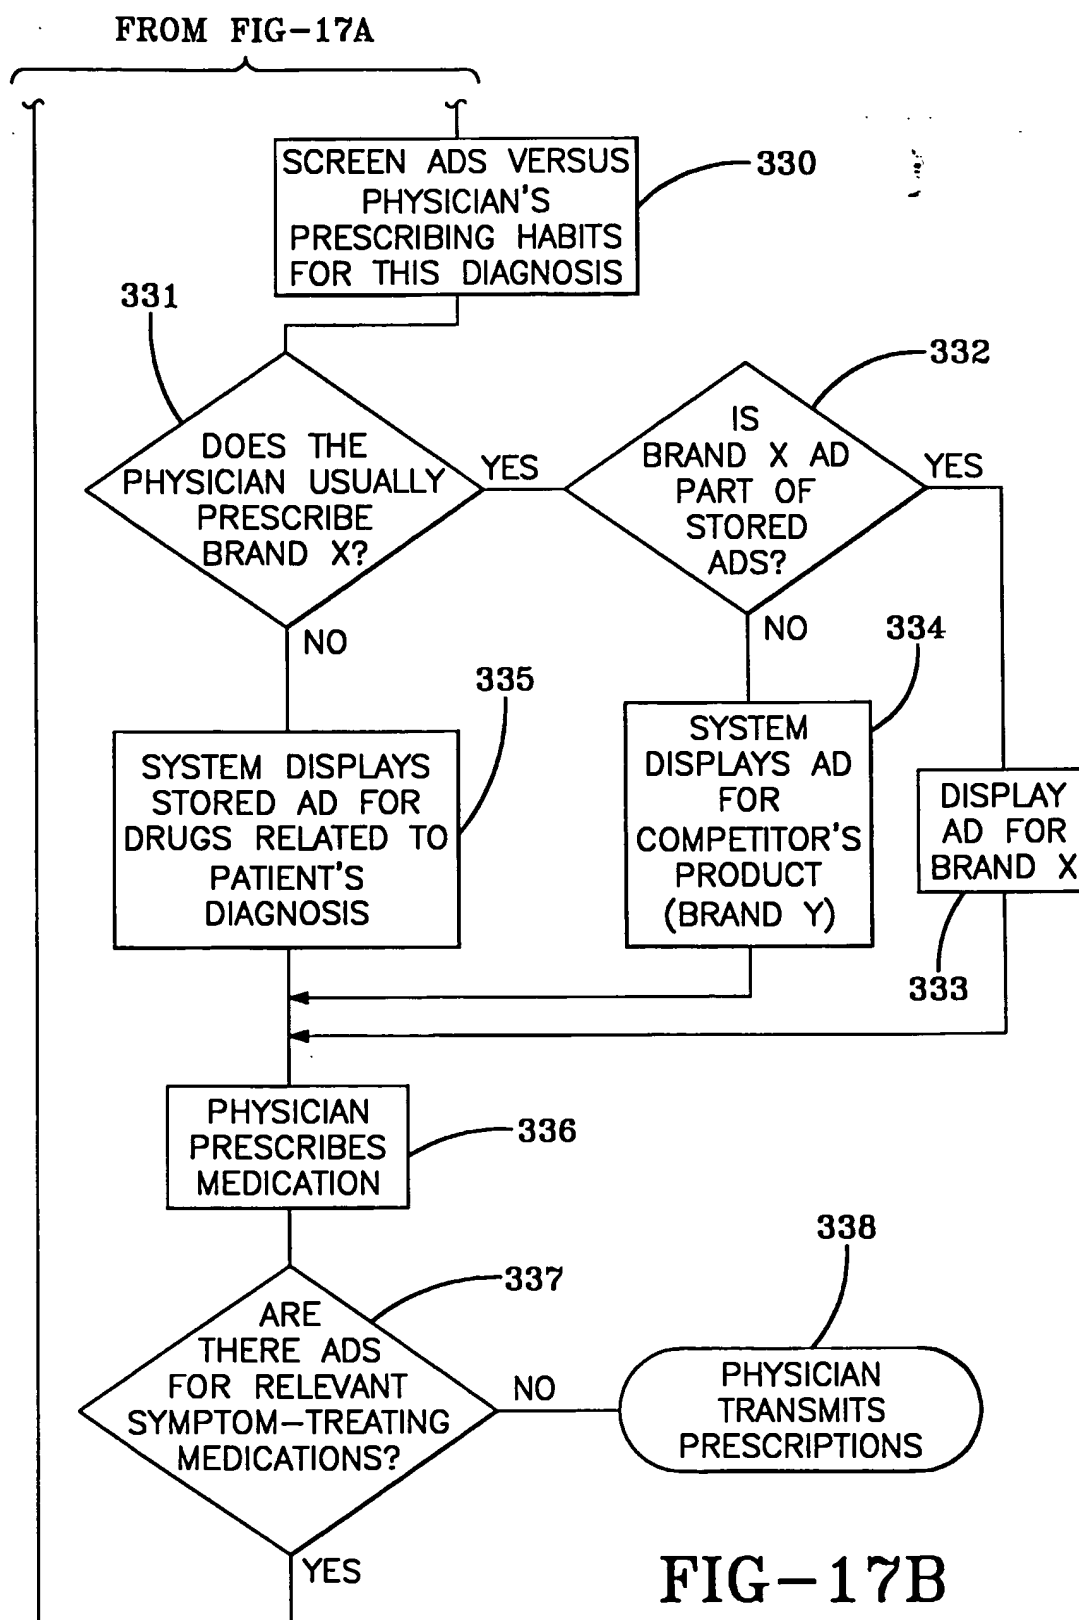 FROM FIG-17A
SCREEN ADS VERSUS
PHYSICIAN'S
PRESCRIBING HABITS
FOR THIS DIAGNOSIS
330
331
DOES THE
PHYSICIAN USUALLY
PRESCRIBE
BRAND X?
YES
NO
332
IS
BRAND X AD
PART OF
STORED
ADS?
YES
NO
335
SYSTEM DISPLAYS
STORED AD FOR
DRUGS RELATED TO
PATIENT'S
DIAGNOSIS
334
SYSTEM
DISPLAYS AD
FOR
COMPETITOR'S
PRODUCT
(BRAND Y)
DISPLAY
AD FOR
BRAND X
333
PHYSICIAN
PRESCRIBES
MEDICATION
336
337
ARE
THERE ADS
FOR RELEVANT
SYMPTOM-TREATING
MEDICATIONS?
NO
YES
338
PHYSICIAN
TRANSMITS
PRESCRIPTIONS
FIG-17B